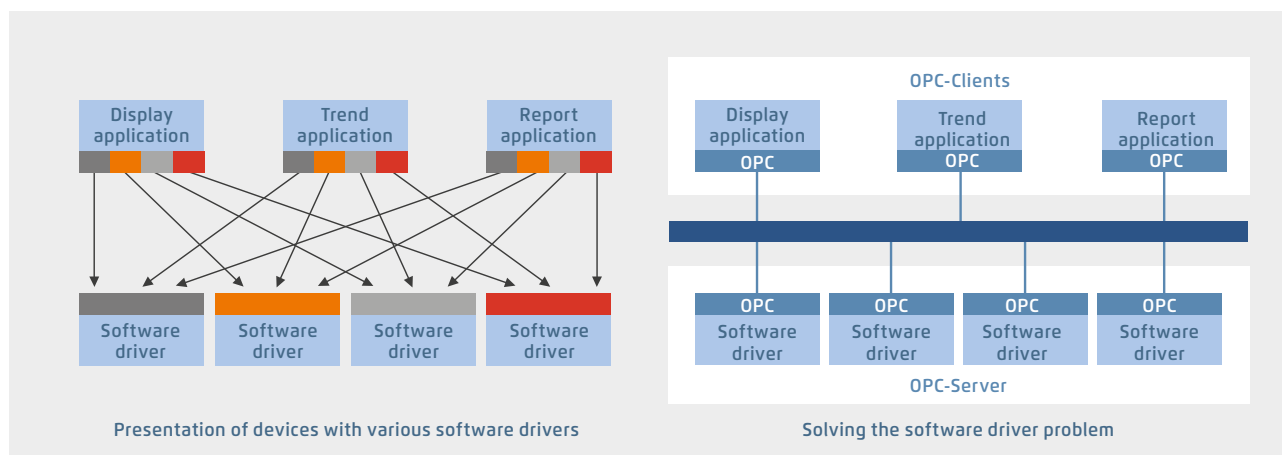 Display
application
Trend
application
Report
application
Software
driver
Software
driver
Software
driver
Software
driver
Presentation of devices with various software drivers
OPC-Clients
Display
application
OPC
Trend
application
OPC
Report
application
OPC
OPC
Software
driver
OPC
Software
driver
OPC
Software
driver
OPC
Software
driver
OPC-Server
Solving the software driver problem